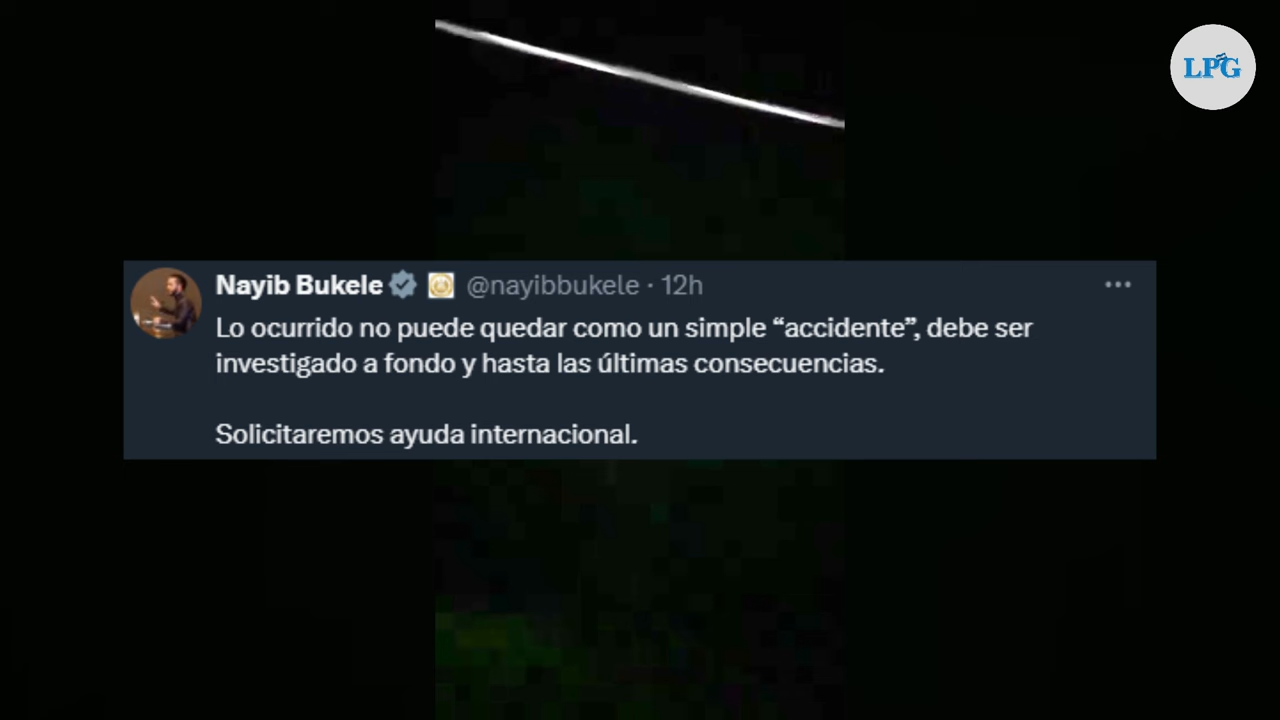 LPG
Nayib Bukele @nayibbukele · 12h
Lo ocurrido no puede quedar como un simple “accidente”, debe ser
investigado a fondo y hasta las últimas consecuencias.
Solicitaremos ayuda internacional.